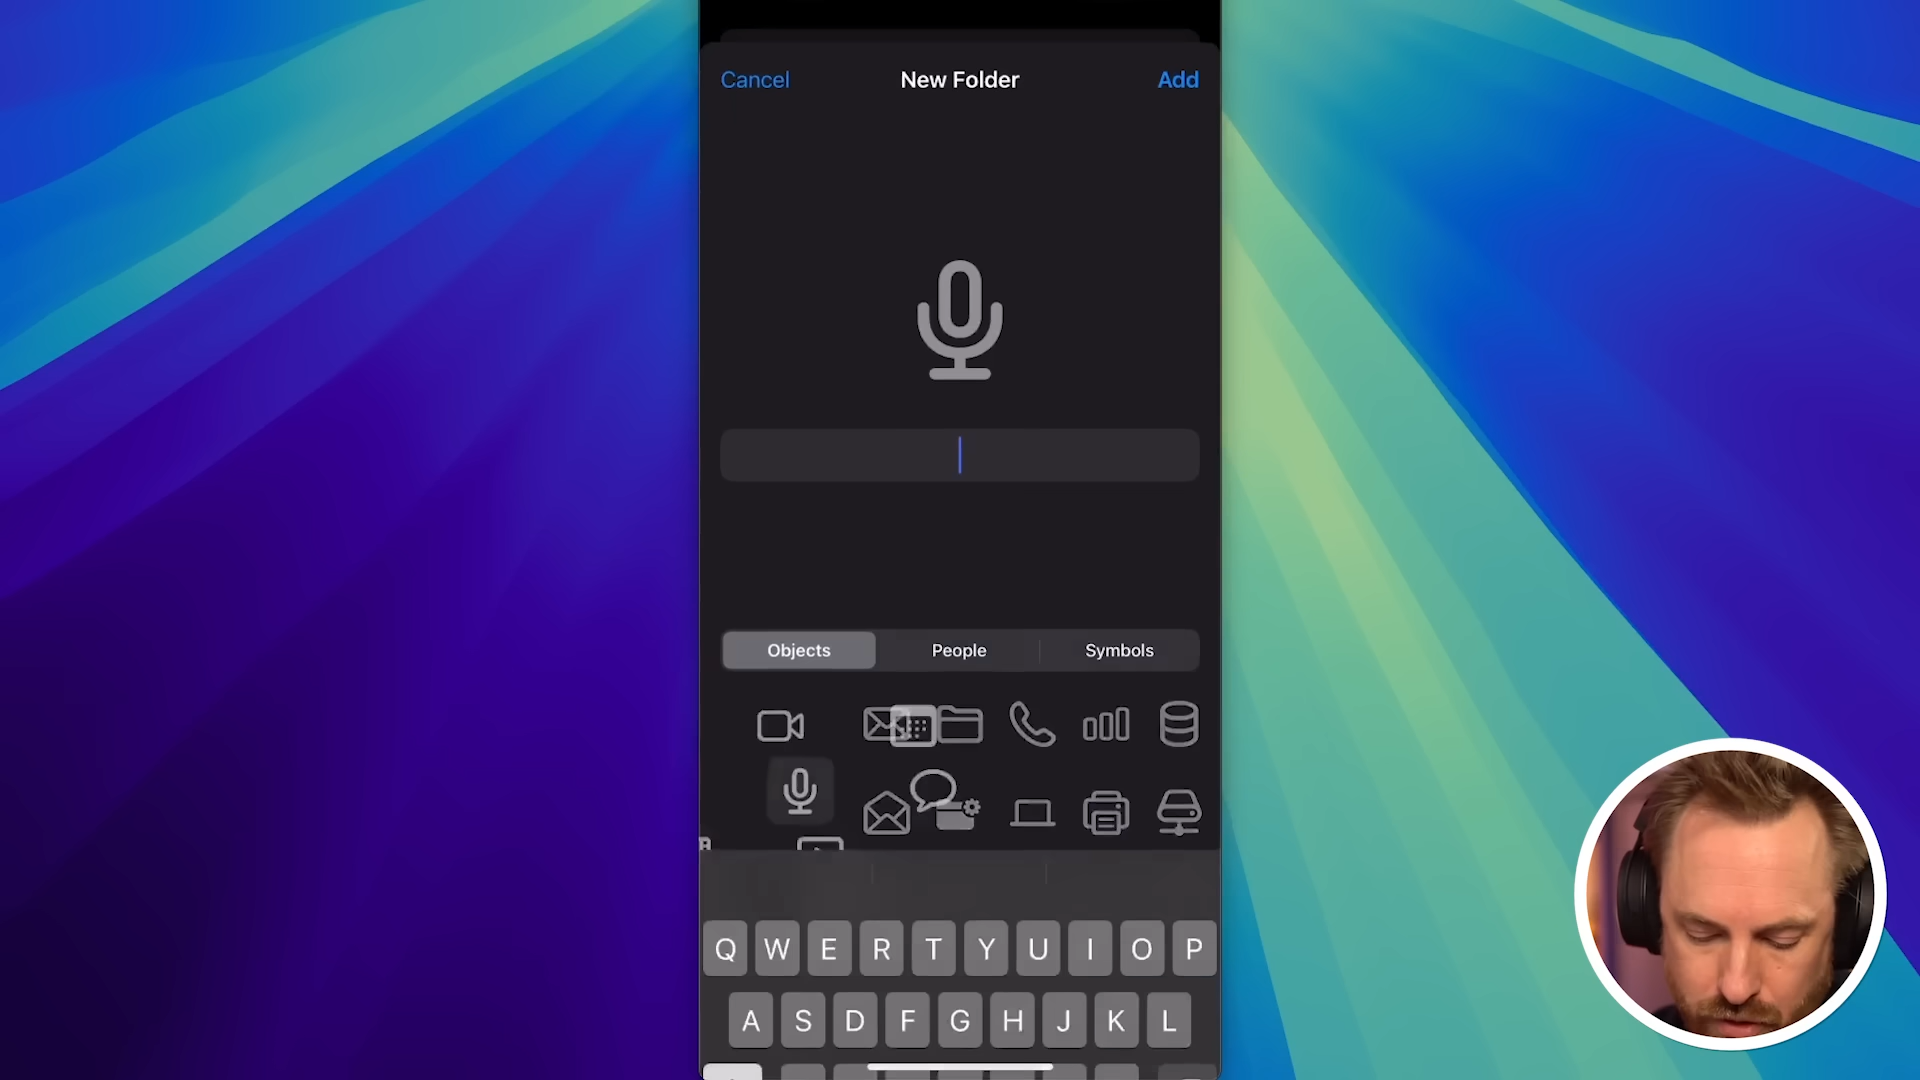 Cancel New Folder Add
Objects People Symbols
Q W E R T Y U I O P
A S D F G H J K L